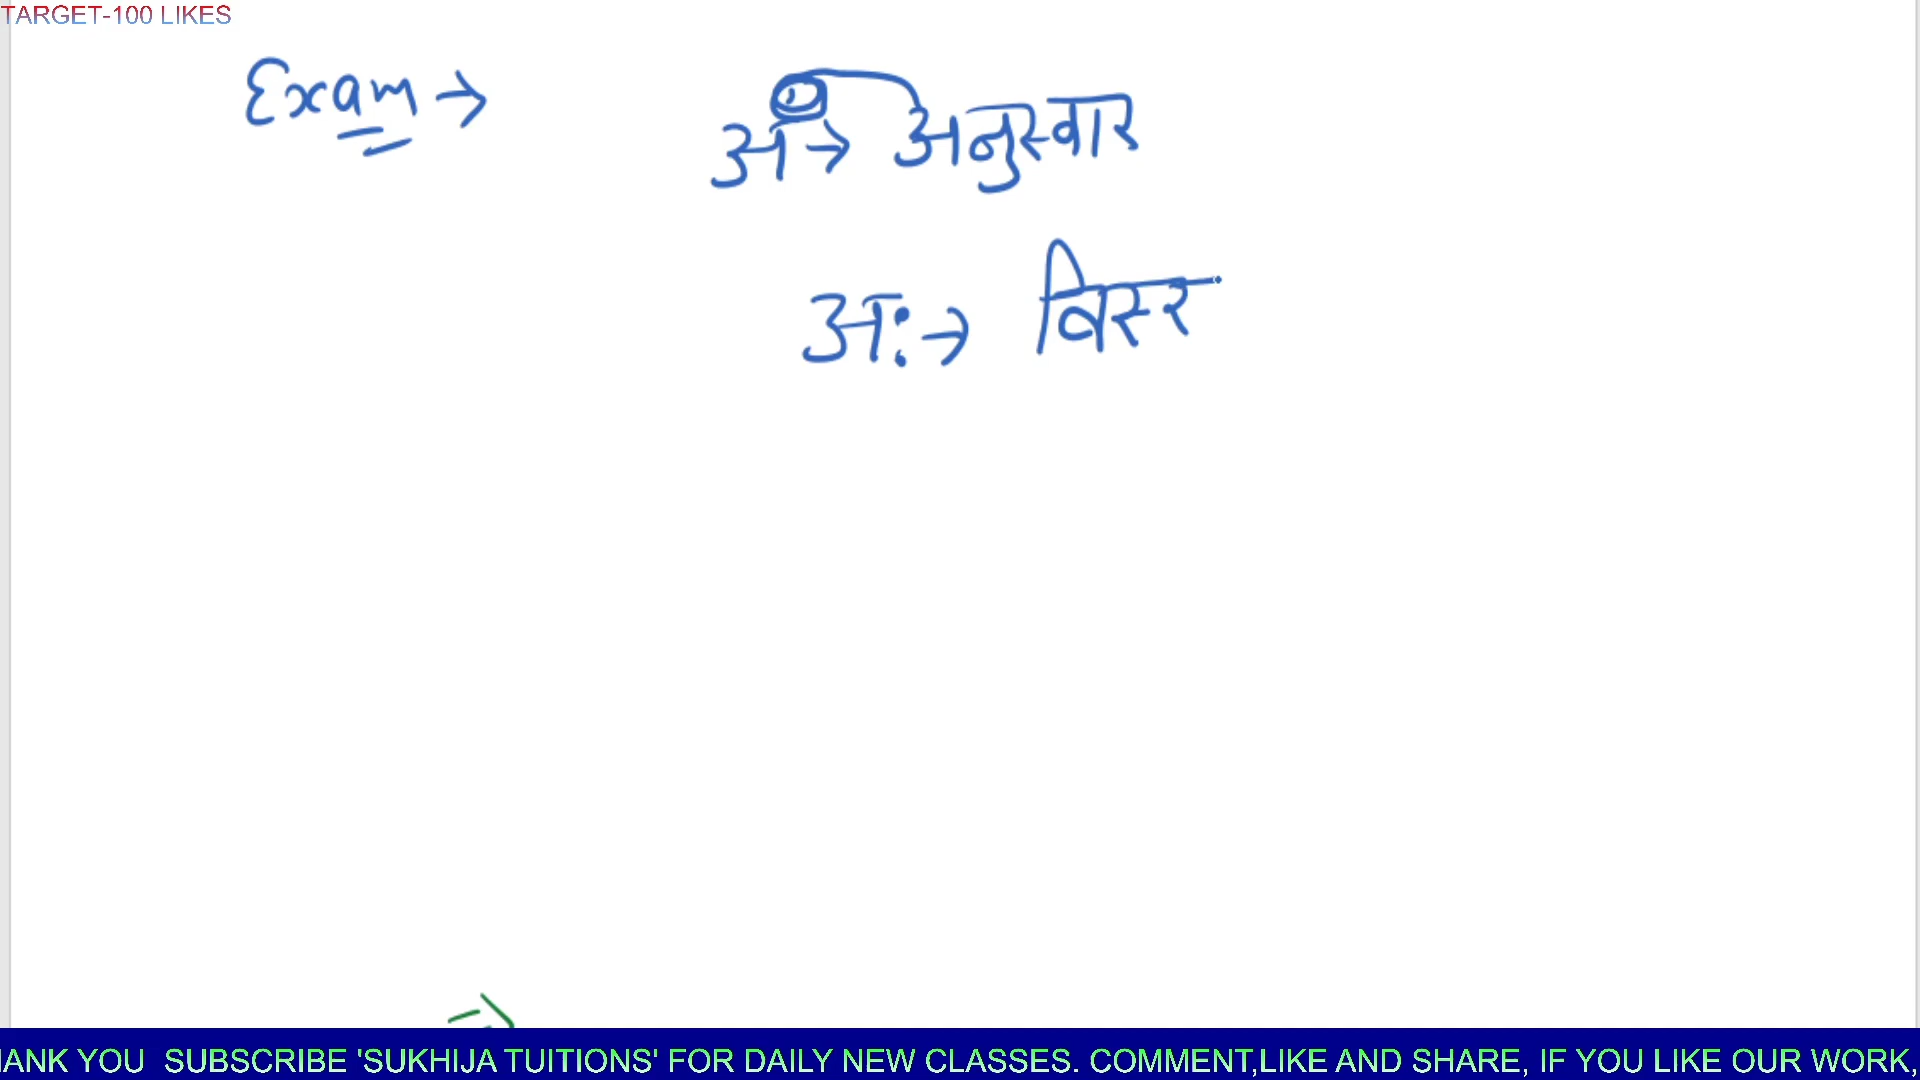 TARGET-100 LIKES
Exam → अं → अनुस्वार
अः → विसर
ANK YOU SUBSCRIBE 'SUKHIJA TUITIONS' FOR DAILY NEW CLASSES. COMMENT,LIKE AND SHARE, IF YOU LIKE OUR WORK,